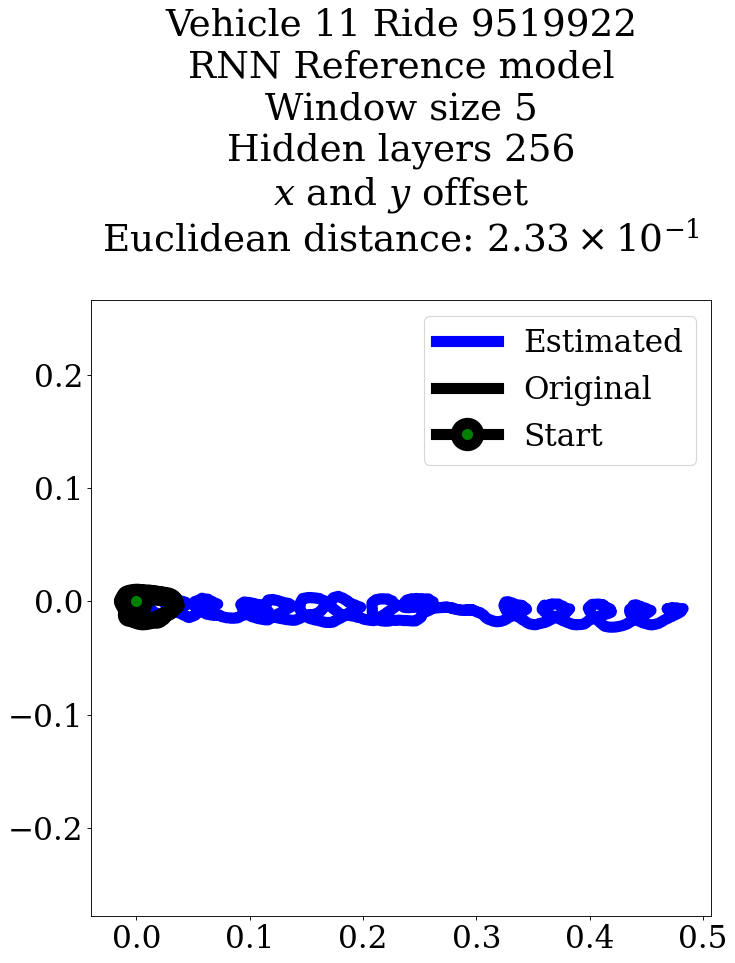 Vehicle 11 Ride 9519922
RNN Reference model
Window size 5
Hidden layers 256
x and y offset
Euclidean distance: 2.33 × 10⁻¹
Estimated
Original
Start
0.2
0.1
0.0
−0.1
−0.2
0.0 0.1 0.2 0.3 0.4 0.5